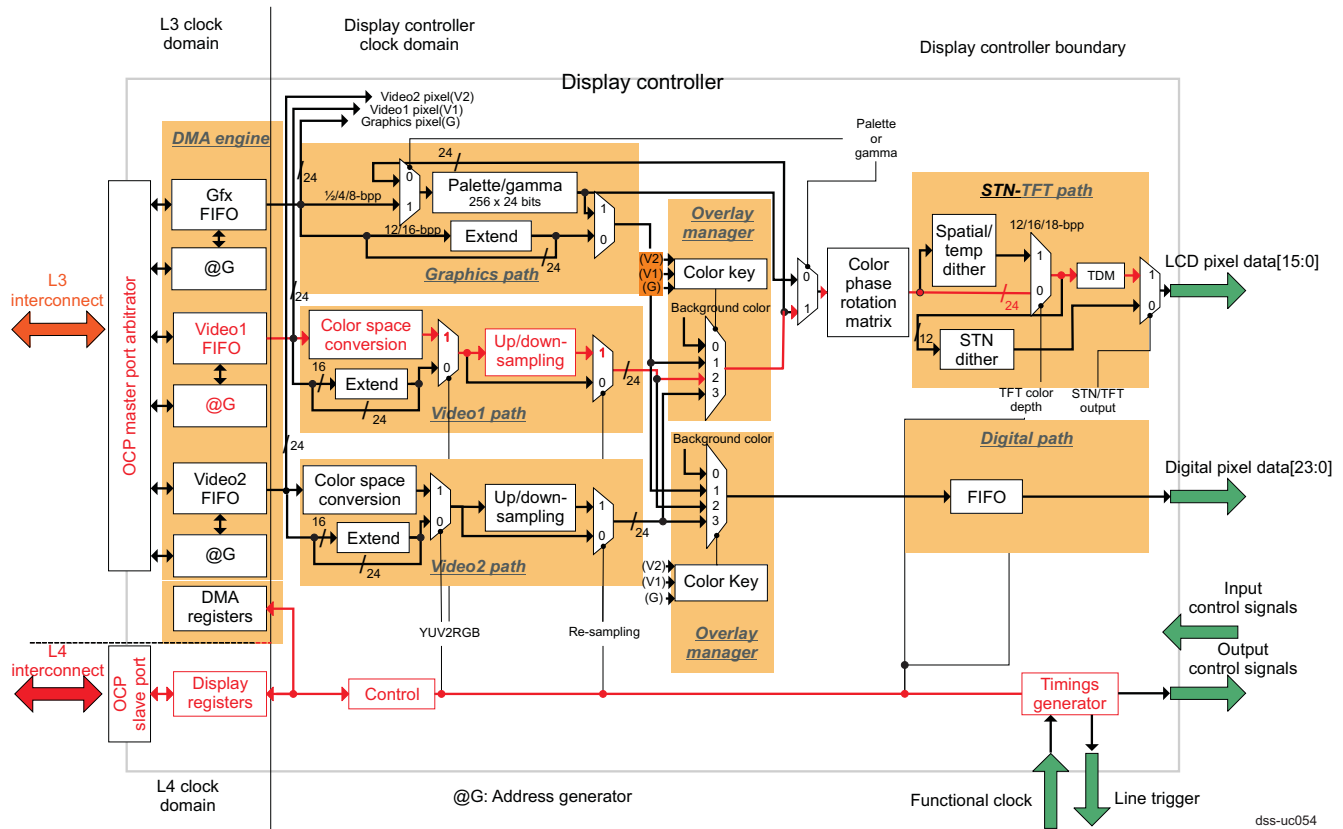 L3 clock
domain
Display controller
clock domain
Display controller boundary
Display controller
Video2 pixel(V2)
Video1 pixel(V1)
Graphics pixel(G)
DMA engine
Palette
or
gamma
24
24
24
0
1
½/4/8-bpp
Palette/gamma
256 x 24 bits
1
0
Gfx
FIFO
12/16-bpp
Extend
24
Graphics path
@G
Overlay
manager
(V2)
(V1)
(G)
Color key
Background color
0
1
2
3
0
1
Color
phase
rotation
matrix
24
STN-TFT path
Spatial/
temp
dither
12/16/18-bpp
1
0
TDM
1
0
24
12
STN
dither
TFT color
depth
STN/TFT
output
LCD pixel data[15:0]
L3
interconnect
OCP master port arbitrator
Video1
FIFO
@G
Color space
conversion
16
Extend
24
1
0
Up/down-
sampling
1
0
24
Video1 path
24
Video2
FIFO
@G
Color space
conversion
16
Extend
24
1
0
Up/down-
sampling
1
0
24
Video2 path
Background color
0
1
2
3
(V2)
(V1)
(G)
Color Key
Overlay
manager
Digital path
FIFO
Digital pixel data[23:0]
DMA
registers
YUV2RGB
Re-sampling
Input
control signals
Output
control signals
L4
interconnect
OCP
slave port
Display
registers
Control
Timings
generator
L4 clock
domain
@G: Address generator
Functional clock
Line trigger
dss-uc054